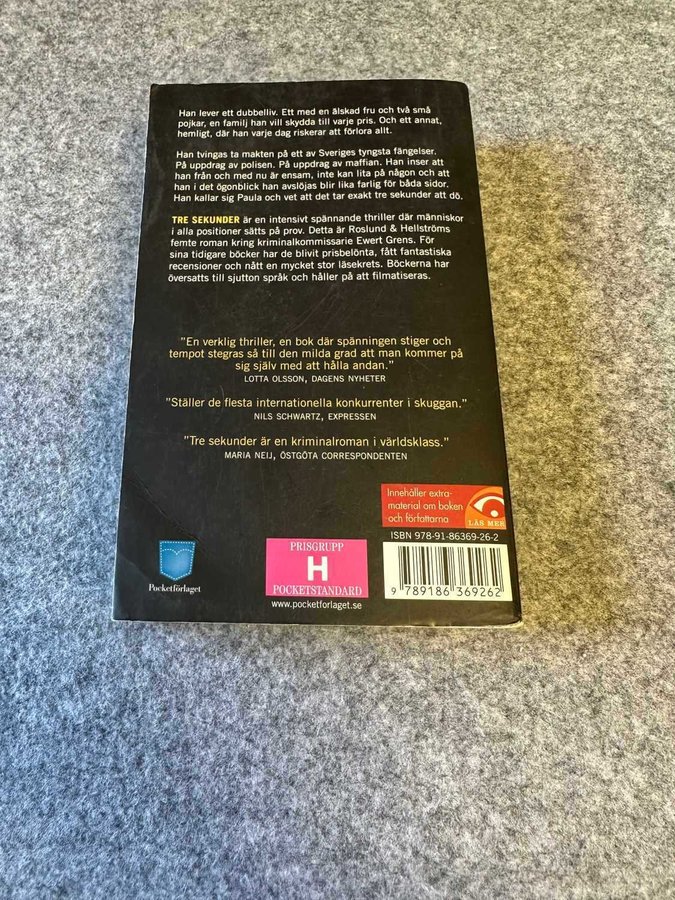 Han lever ett dubbelliv. Ett med en älskad fru och två små
pojkar, en familj han vill skydda till varje pris. Och ett annat,
hemligt, där han varje dag riskerar att förlora allt.
Han tvingas ta makten på ett av Sveriges tyngsta fängelser.
På uppdrag av polisen. På uppdrag av maffian. Han inser att
han från och med nu är ensam, inte kan lita på någon och att
han i det ögonblick han avslöjas blir lika farlig för båda sidor.
Han kallar sig Paula och vet att det tar exakt tre sekunder att dö.
TRE SEKUNDER är en intensivt spännande thriller där människor
i alla positioner sätts på prov. Detta är Roslund & Hellströms
femte roman kring kriminalkommissarie Ewert Grens. För
sina tidigare böcker har de blivit prisbelönta, fått fantastiska
recensioner och nått en mycket stor läsekrets. Böckerna har
översatts till sjutton språk och håller på att filmatiseras.
"En verklig thriller, en bok där spänningen stiger och
tempot stegras så till den milda grad att man kommer på
sig själv med att hålla andan."
LOTTA OLSSON, DAGENS NYHETER
"Ställer de flesta internationella konkurrenter i skuggan."
NILS SCHWARTZ, EXPRESSEN
"Tre sekunder är en kriminalroman i världsklass."
MARIA NEIJ, ÖSTGÖTA CORRESPONDENTEN
Innehåller extra-
material om boken
och författarna
LÄS MER
ISBN 978-91-86369-26-2
9 789186 369262
PRISGRUPP
H
POCKETSTANDARD
www.pocketforlaget.se
Pocketförlaget